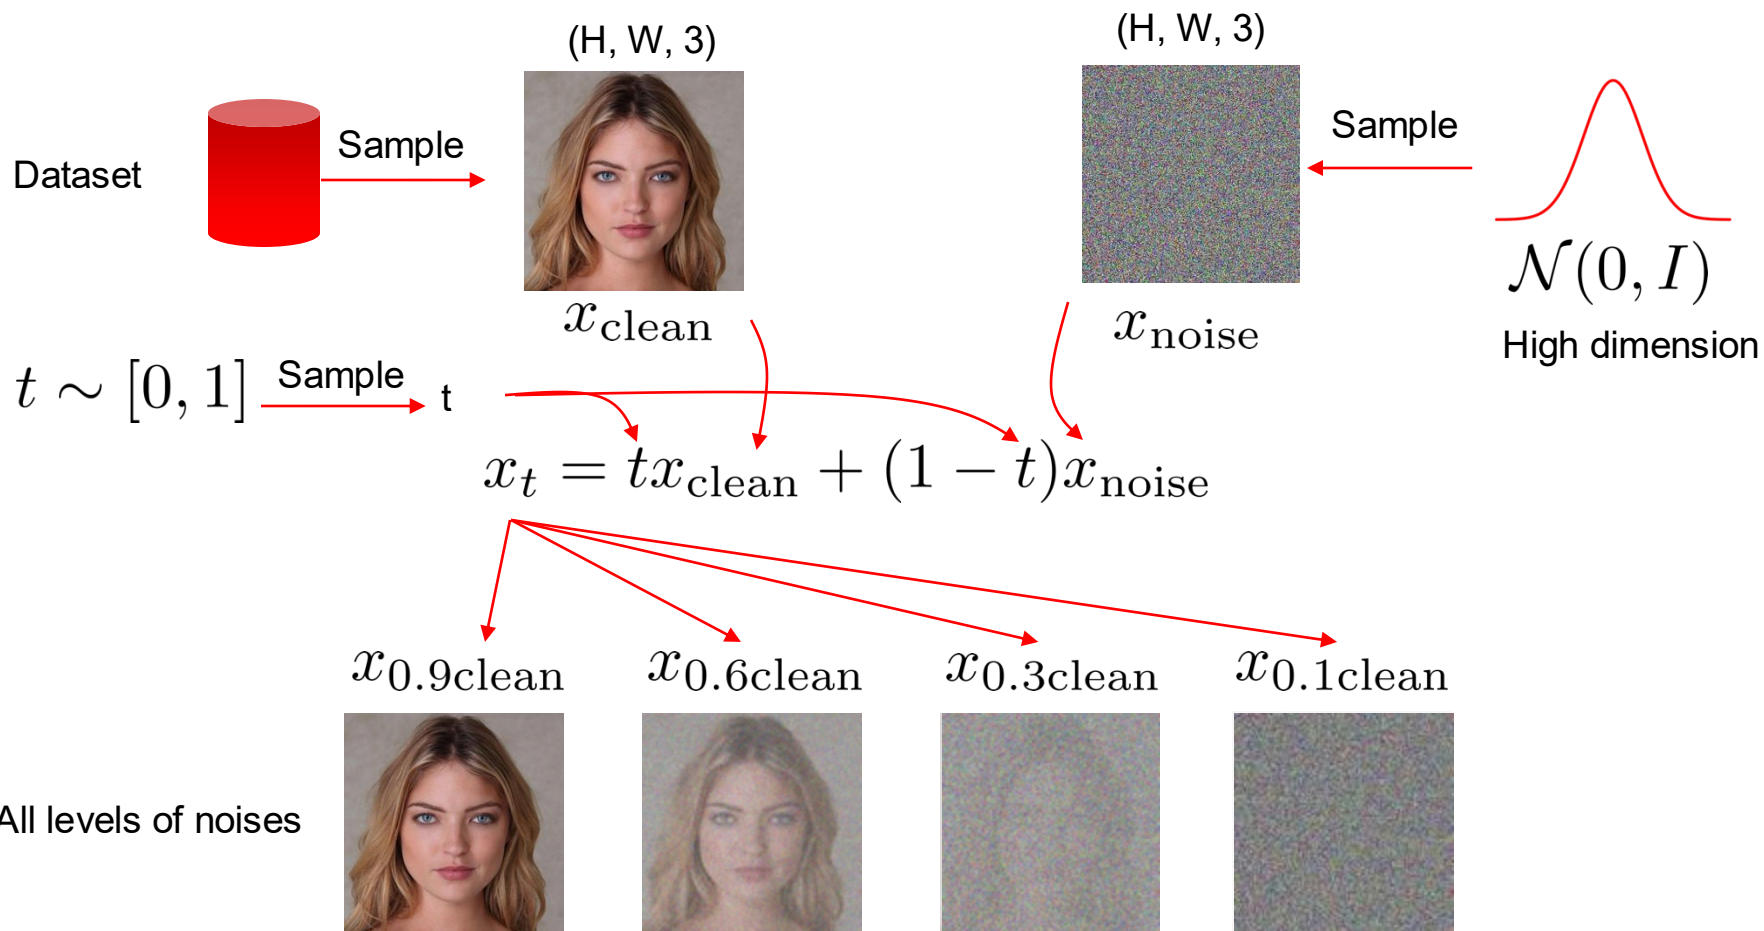 (H, W, 3)
(H, W, 3)
Dataset
Sample
Sample
x_clean
x_noise
N(0, I)
High dimension
t ∼ [0, 1]
Sample
t
x_t = tx_clean + (1 − t)x_noise
x_0.9clean
x_0.6clean
x_0.3clean
x_0.1clean
All levels of noises